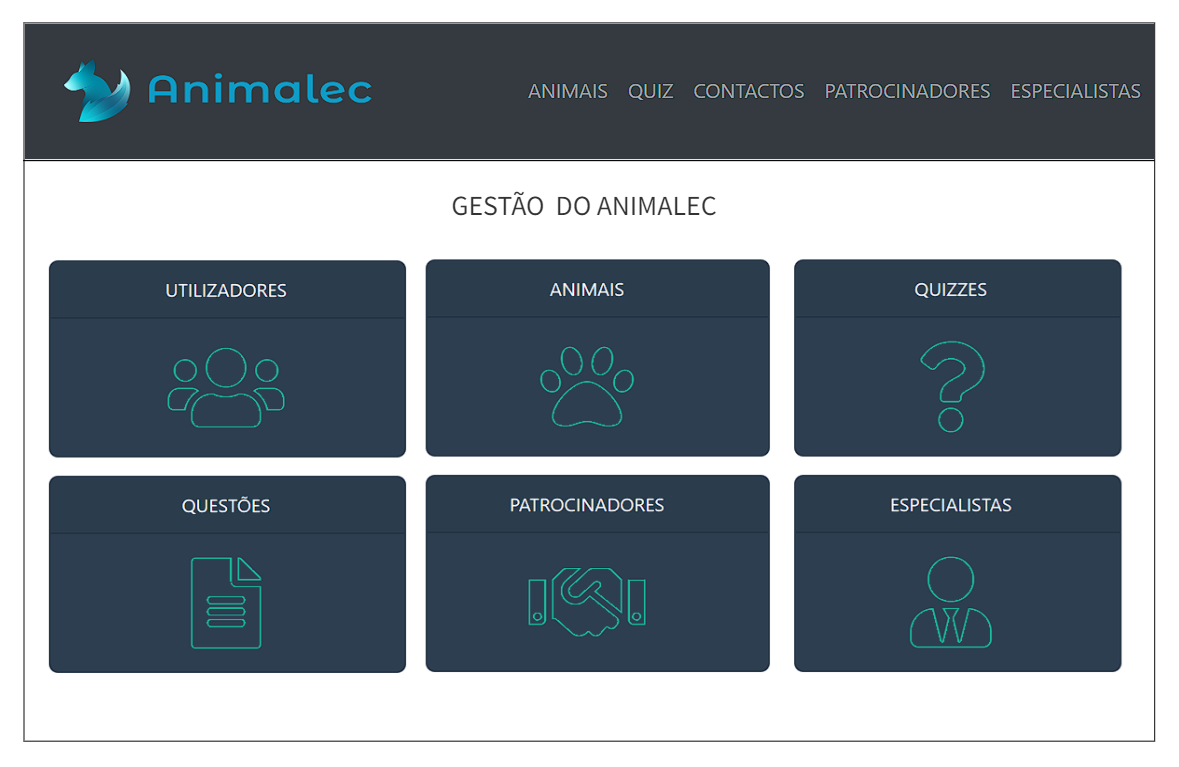 Animalec
ANIMAIS QUIZ CONTACTOS PATROCINADORES ESPECIALISTAS
GESTÃO DO ANIMALEC
UTILIZADORES
ANIMAIS
QUIZZES
QUESTÕES
PATROCINADORES
ESPECIALISTAS